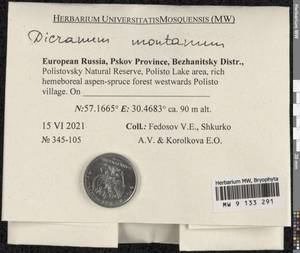 HERBARIUM UNIVERSITATIS MOSQUENSIS (MW)
Dicranum montanum
European Russia, Pskov Province, Bezhanitsky Distr.,
Polistovsky Natural Reserve, Polisto Lake area, rich
hemeboreal aspen-spruce forest westwards Polisto
village. On
N:57.1665° E: 30.4683° ca. 90 m alt.
15 VI 2021 Coll.: Fedosov V.E., Shkurko
№ 345-105 A.V. & Korolkova E.O.
Herbarium MW, Bryophyta
MW 9 133 291